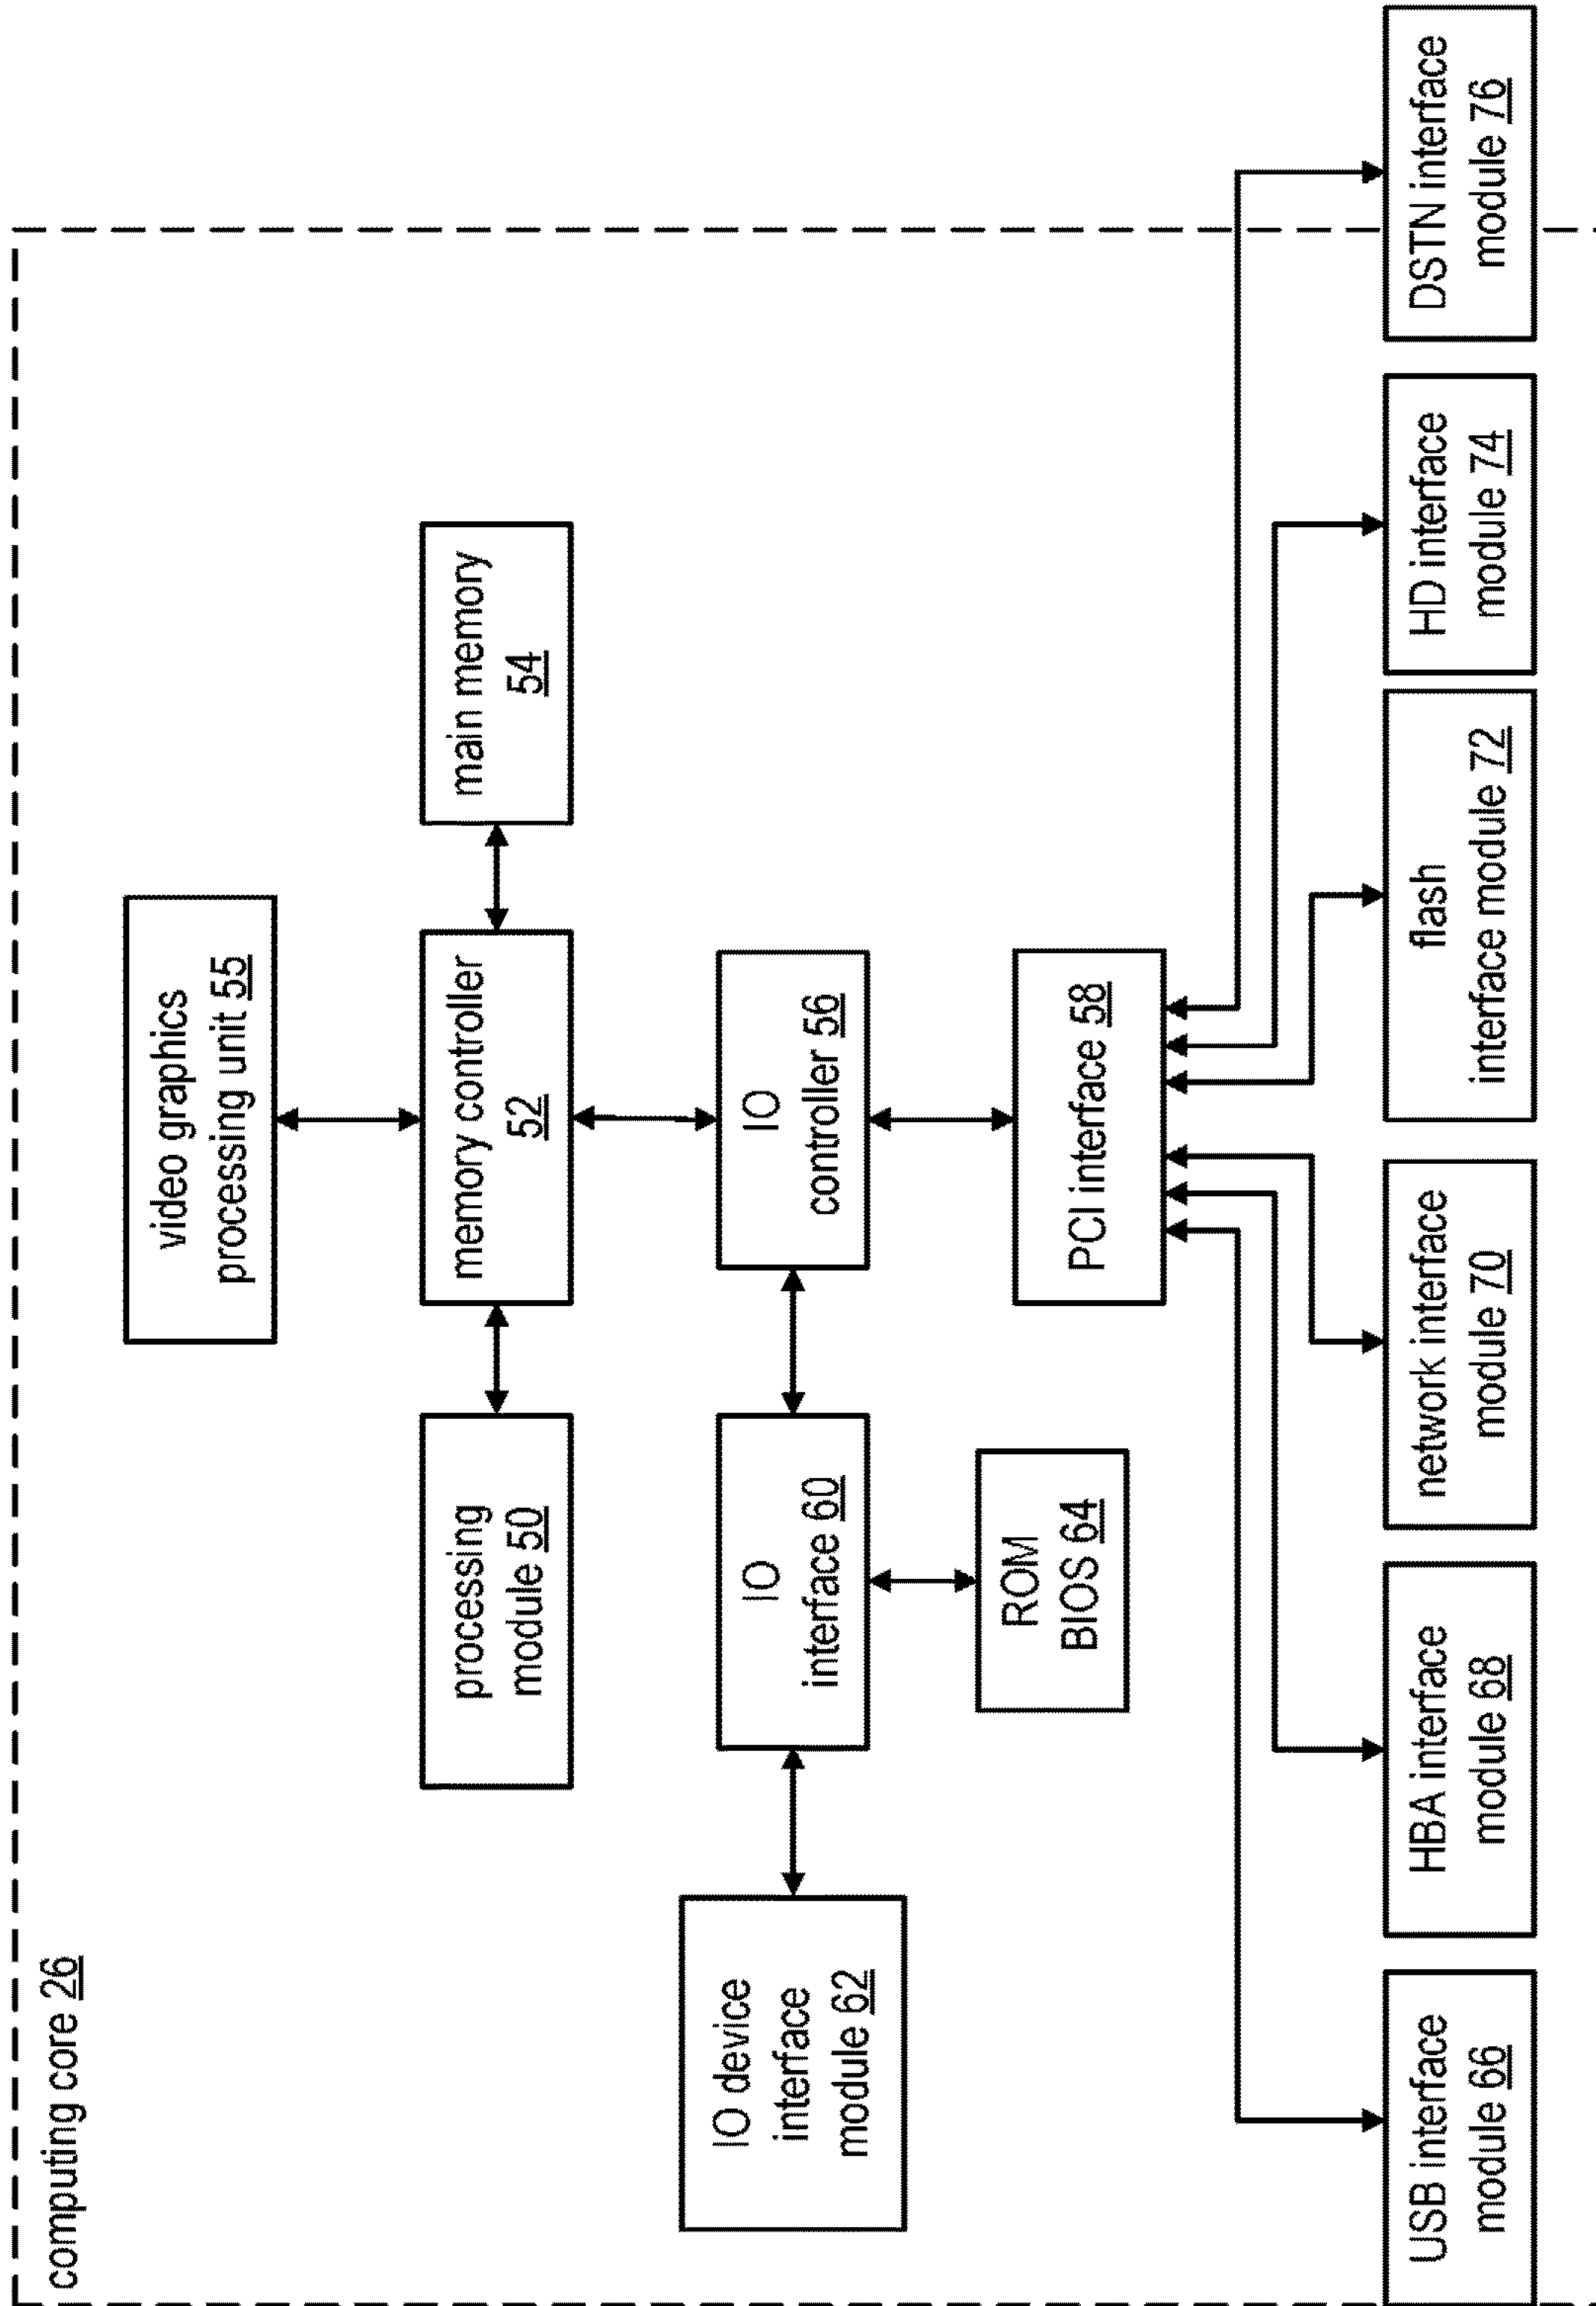 computing core 26
video graphics
processing unit 55
processing
module 50
memory controller
52
main memory
54
IO device
interface
module 62
IO
interface 60
IO
controller 56
ROM
BIOS 64
PCI interface 58
USB interface
module 66
HBA interface
module 68
network interface
module 70
flash
interface module 72
HD interface
module 74
DSTN interface
module 76